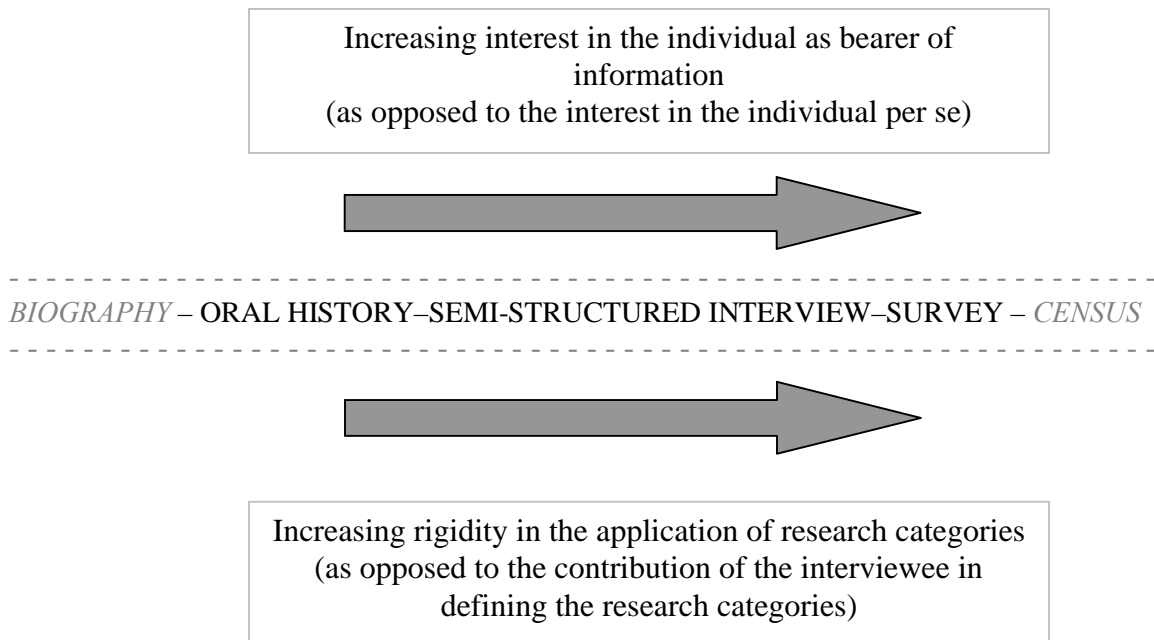 Increasing interest in the individual as bearer of
information
(as opposed to the interest in the individual per se)
BIOGRAPHY – ORAL HISTORY–SEMI-STRUCTURED INTERVIEW–SURVEY – CENSUS
Increasing rigidity in the application of research categories
(as opposed to the contribution of the interviewee in
defining the research categories)